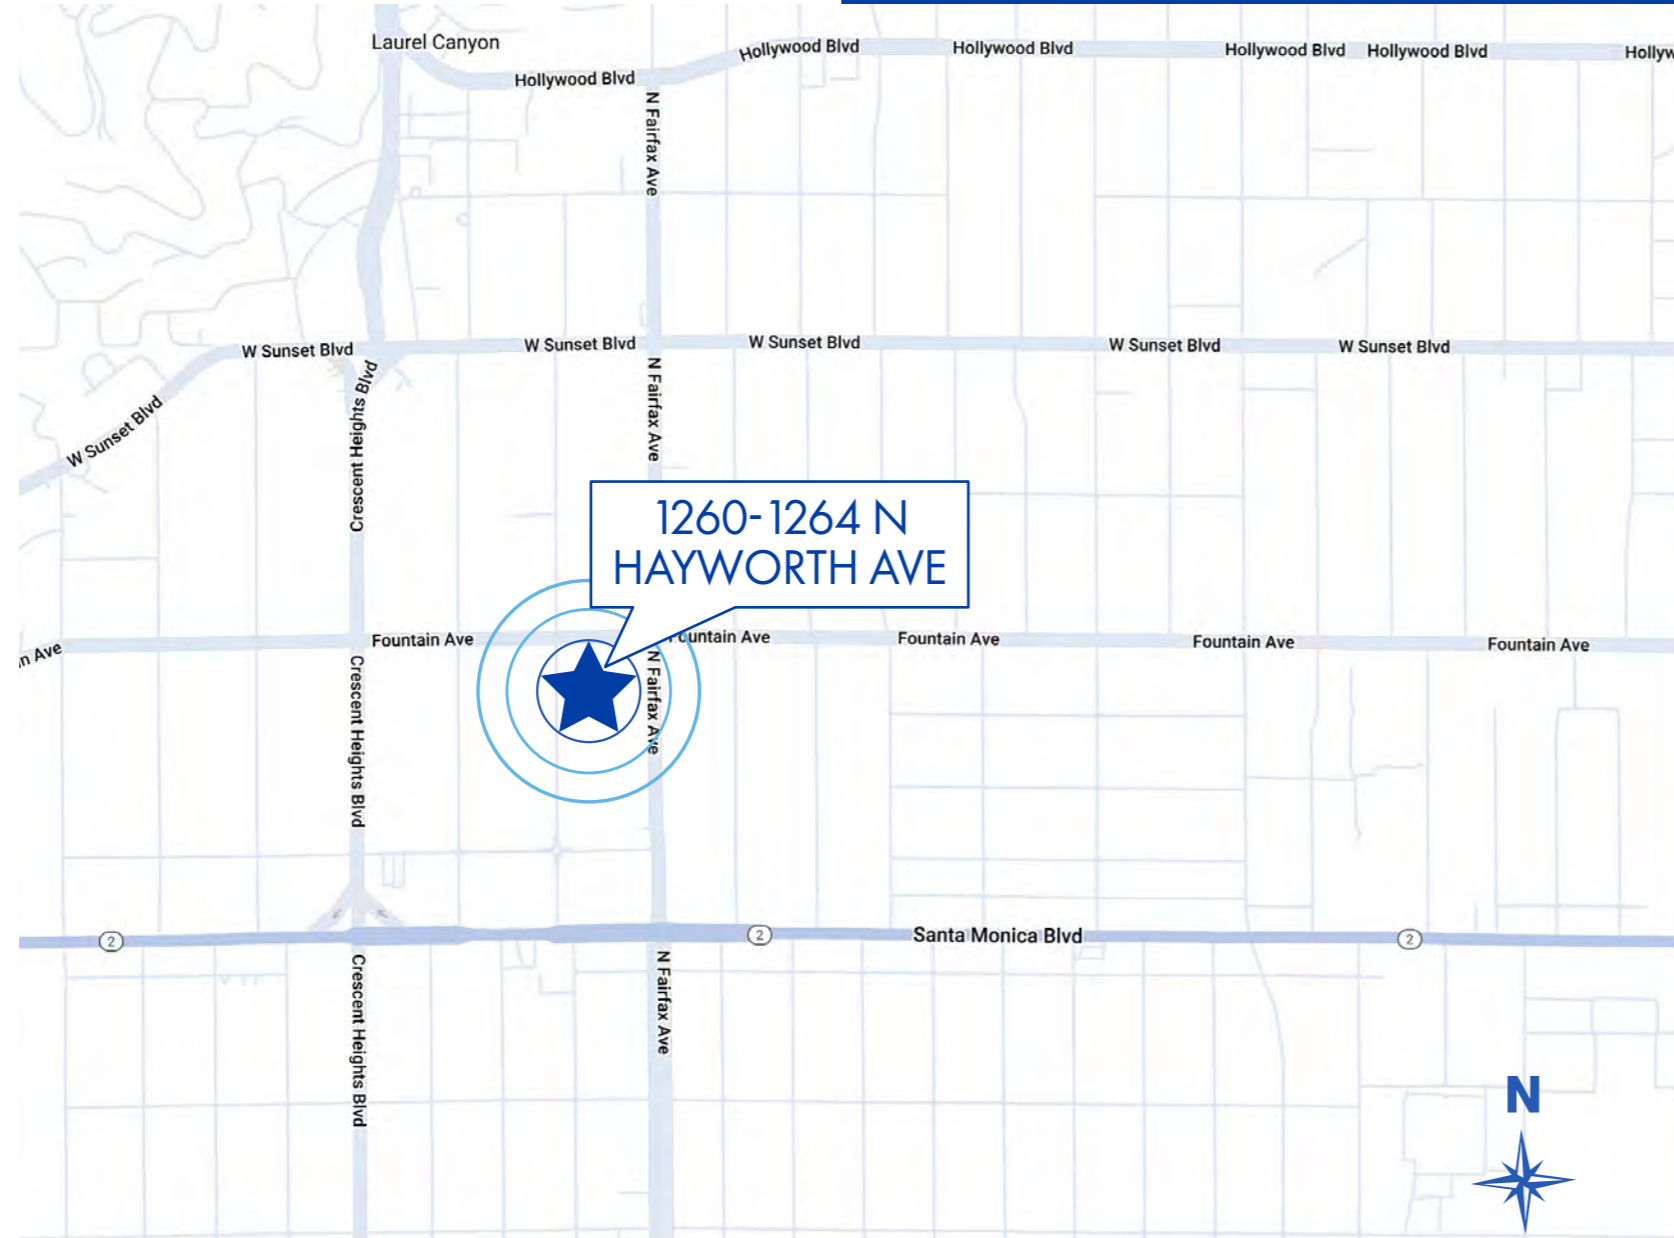 Laurel Canyon
Hollywood Blvd
Hollywood Blvd
Hollywood Blvd
Hollywood Blvd
Hollywood Blvd
Hollyw
N Fairfax Ave
W Sunset Blvd
W Sunset Blvd
W Sunset Blvd
W Sunset Blvd
W Sunset Blvd
W Sunset Blvd
Crescent Heights Blvd
N Fairfax Ave
1260-1264 N
HAYWORTH AVE
n Ave
Fountain Ave
Fountain Ave
Fountain Ave
Fountain Ave
Fountain Ave
Crescent Heights Blvd
N Fairfax Ave
2
2
Santa Monica Blvd
2
Crescent Heights Blvd
N Fairfax Ave
N